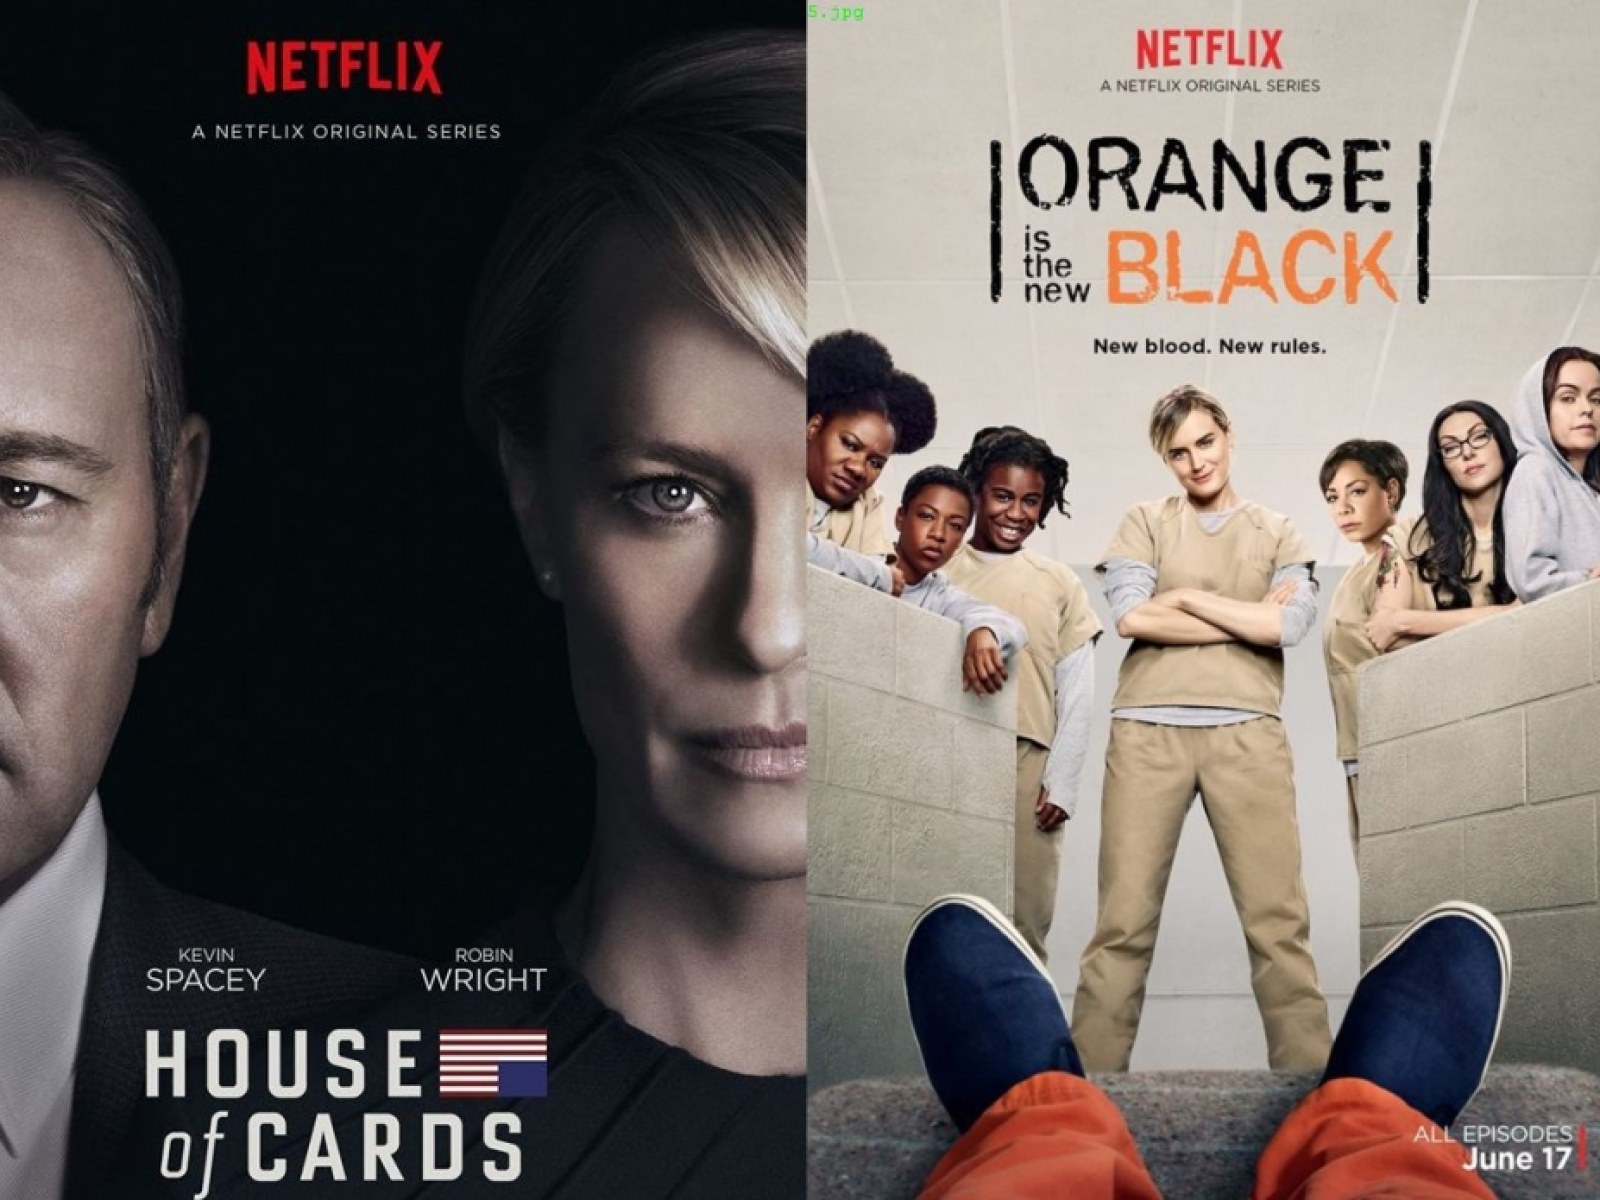 NETFLIX
A NETFLIX ORIGINAL SERIES
KEVIN
SPACEY
ROBIN
WRIGHT
HOUSE
of CARDS
5.jpg
NETFLIX
A NETFLIX ORIGINAL SERIES
ORANGE
is
the
new
BLACK
New blood. New rules.
ALL EPISODES
June 17